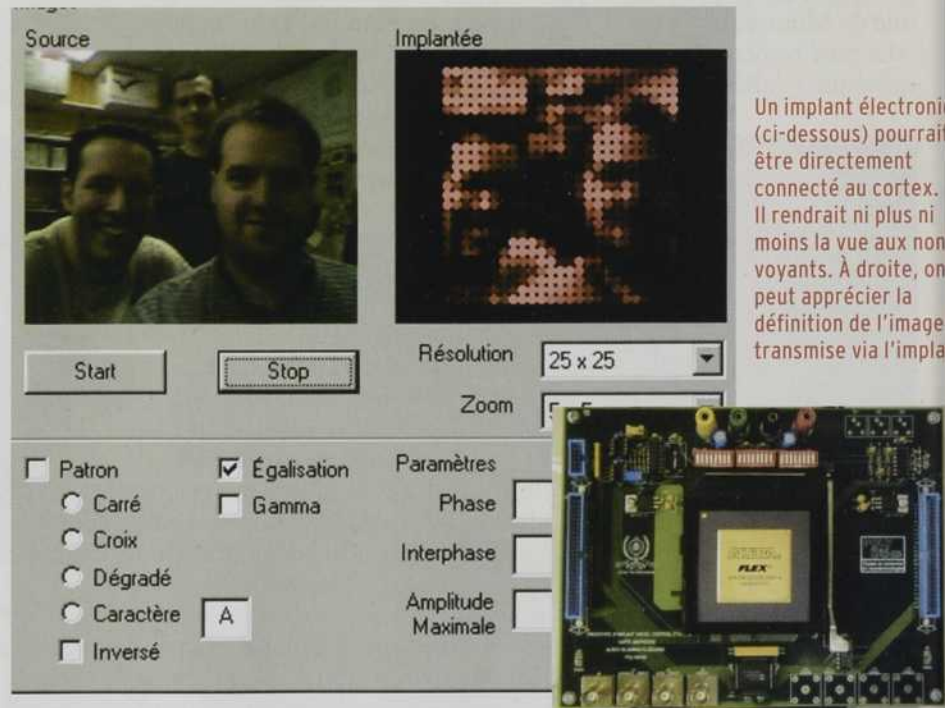 Source
Implantée
Start
Stop
Résolution
25 x 25
Zoom
Patron
Carré
Croix
Dégradé
Caractère
A
Inversé
Égalisation
Gamma
Paramètres
Phase
Interphase
Amplitude
Maximale
FLEX
Un implant électroni
(ci-dessous) pourrai
être directement
connecté au cortex.
Il rendrait ni plus ni
moins la vue aux non
voyants. À droite, on
peut apprécier la
définition de l'image
transmise via l'impla